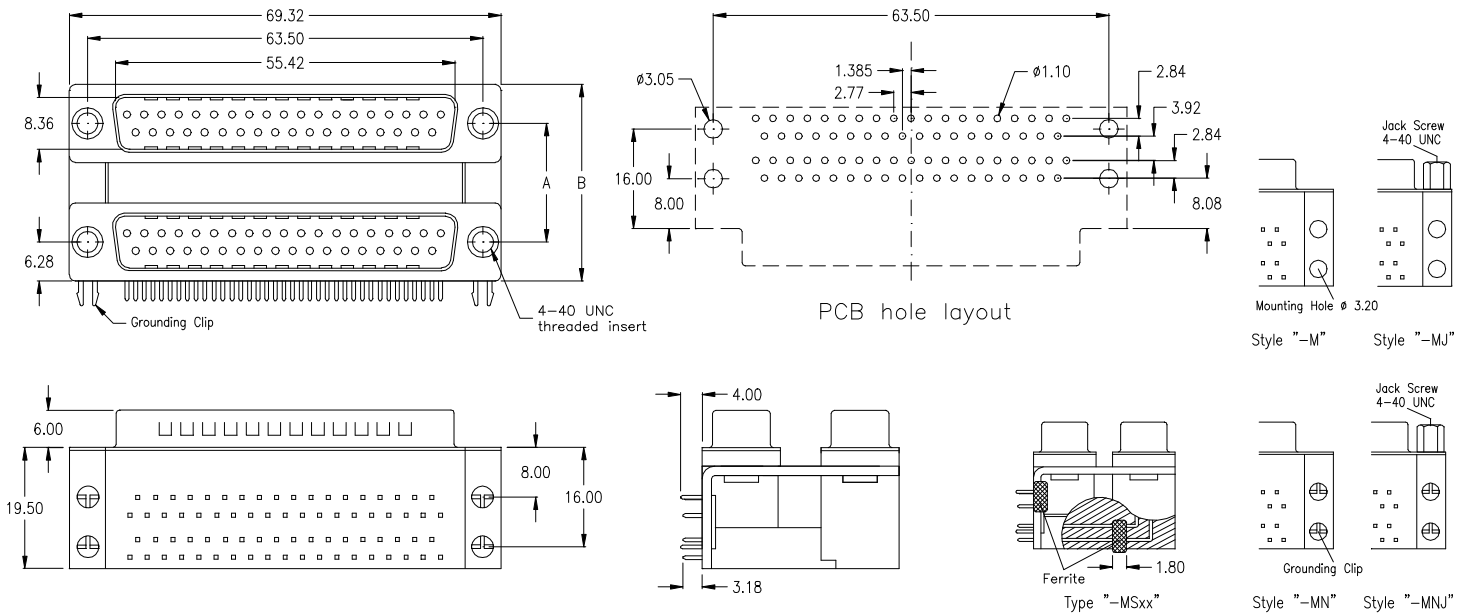 69.32
63.50
55.42
8.36
6.28
A
B
Grounding Clip
4-40 UNC
threaded insert
63.50
ø3.05
1.385
2.77
ø1.10
2.84
3.92
2.84
16.00
8.00
8.08
PCB hole layout
Mounting Hole ø 3.20
Style "-M"
Jack Screw
4-40 UNC
Style "-MJ"
6.00
19.50
8.00
16.00
4.00
3.18
Ferrite
1.80
Type "-MSxx"
Grounding Clip
Style "-MN"
Jack Screw
4-40 UNC
Style "-MNJ"